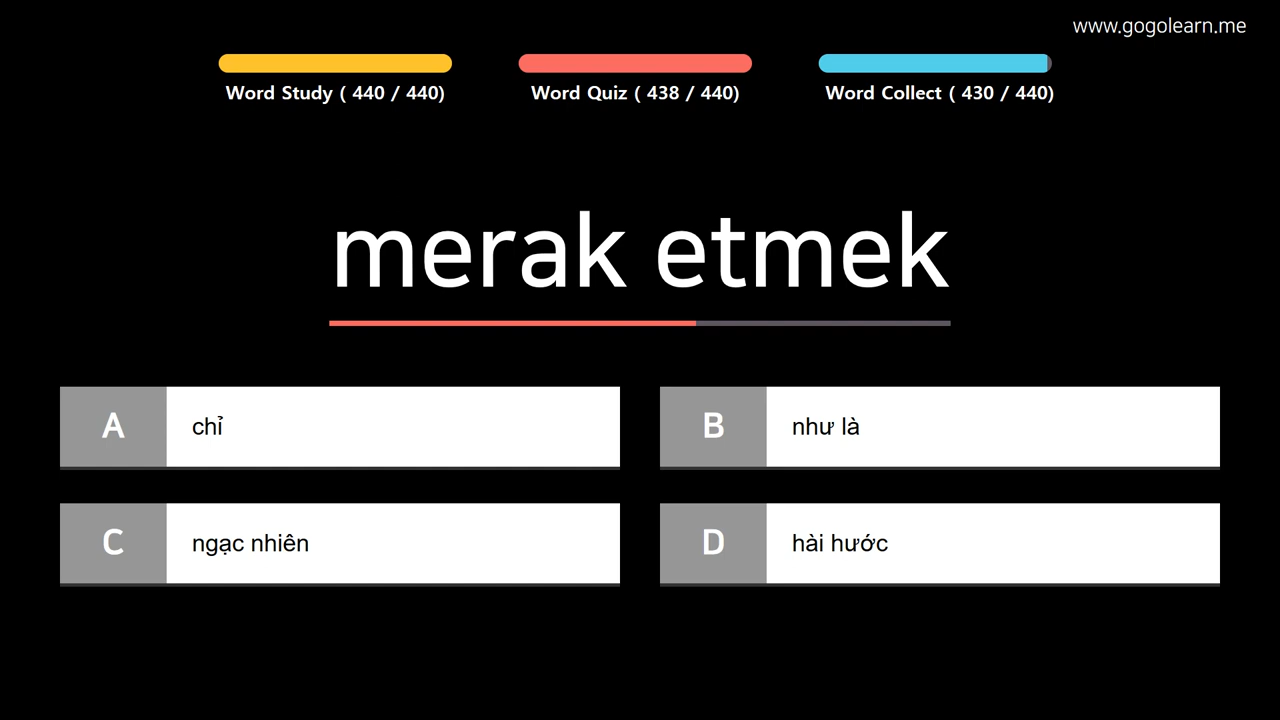 www.gogolearn.me
Word Study ( 440 / 440)
Word Quiz ( 438 / 440)
Word Collect ( 430 / 440)
merak etmek
A
chỉ
B
như là
C
ngạc nhiên
D
hài hước